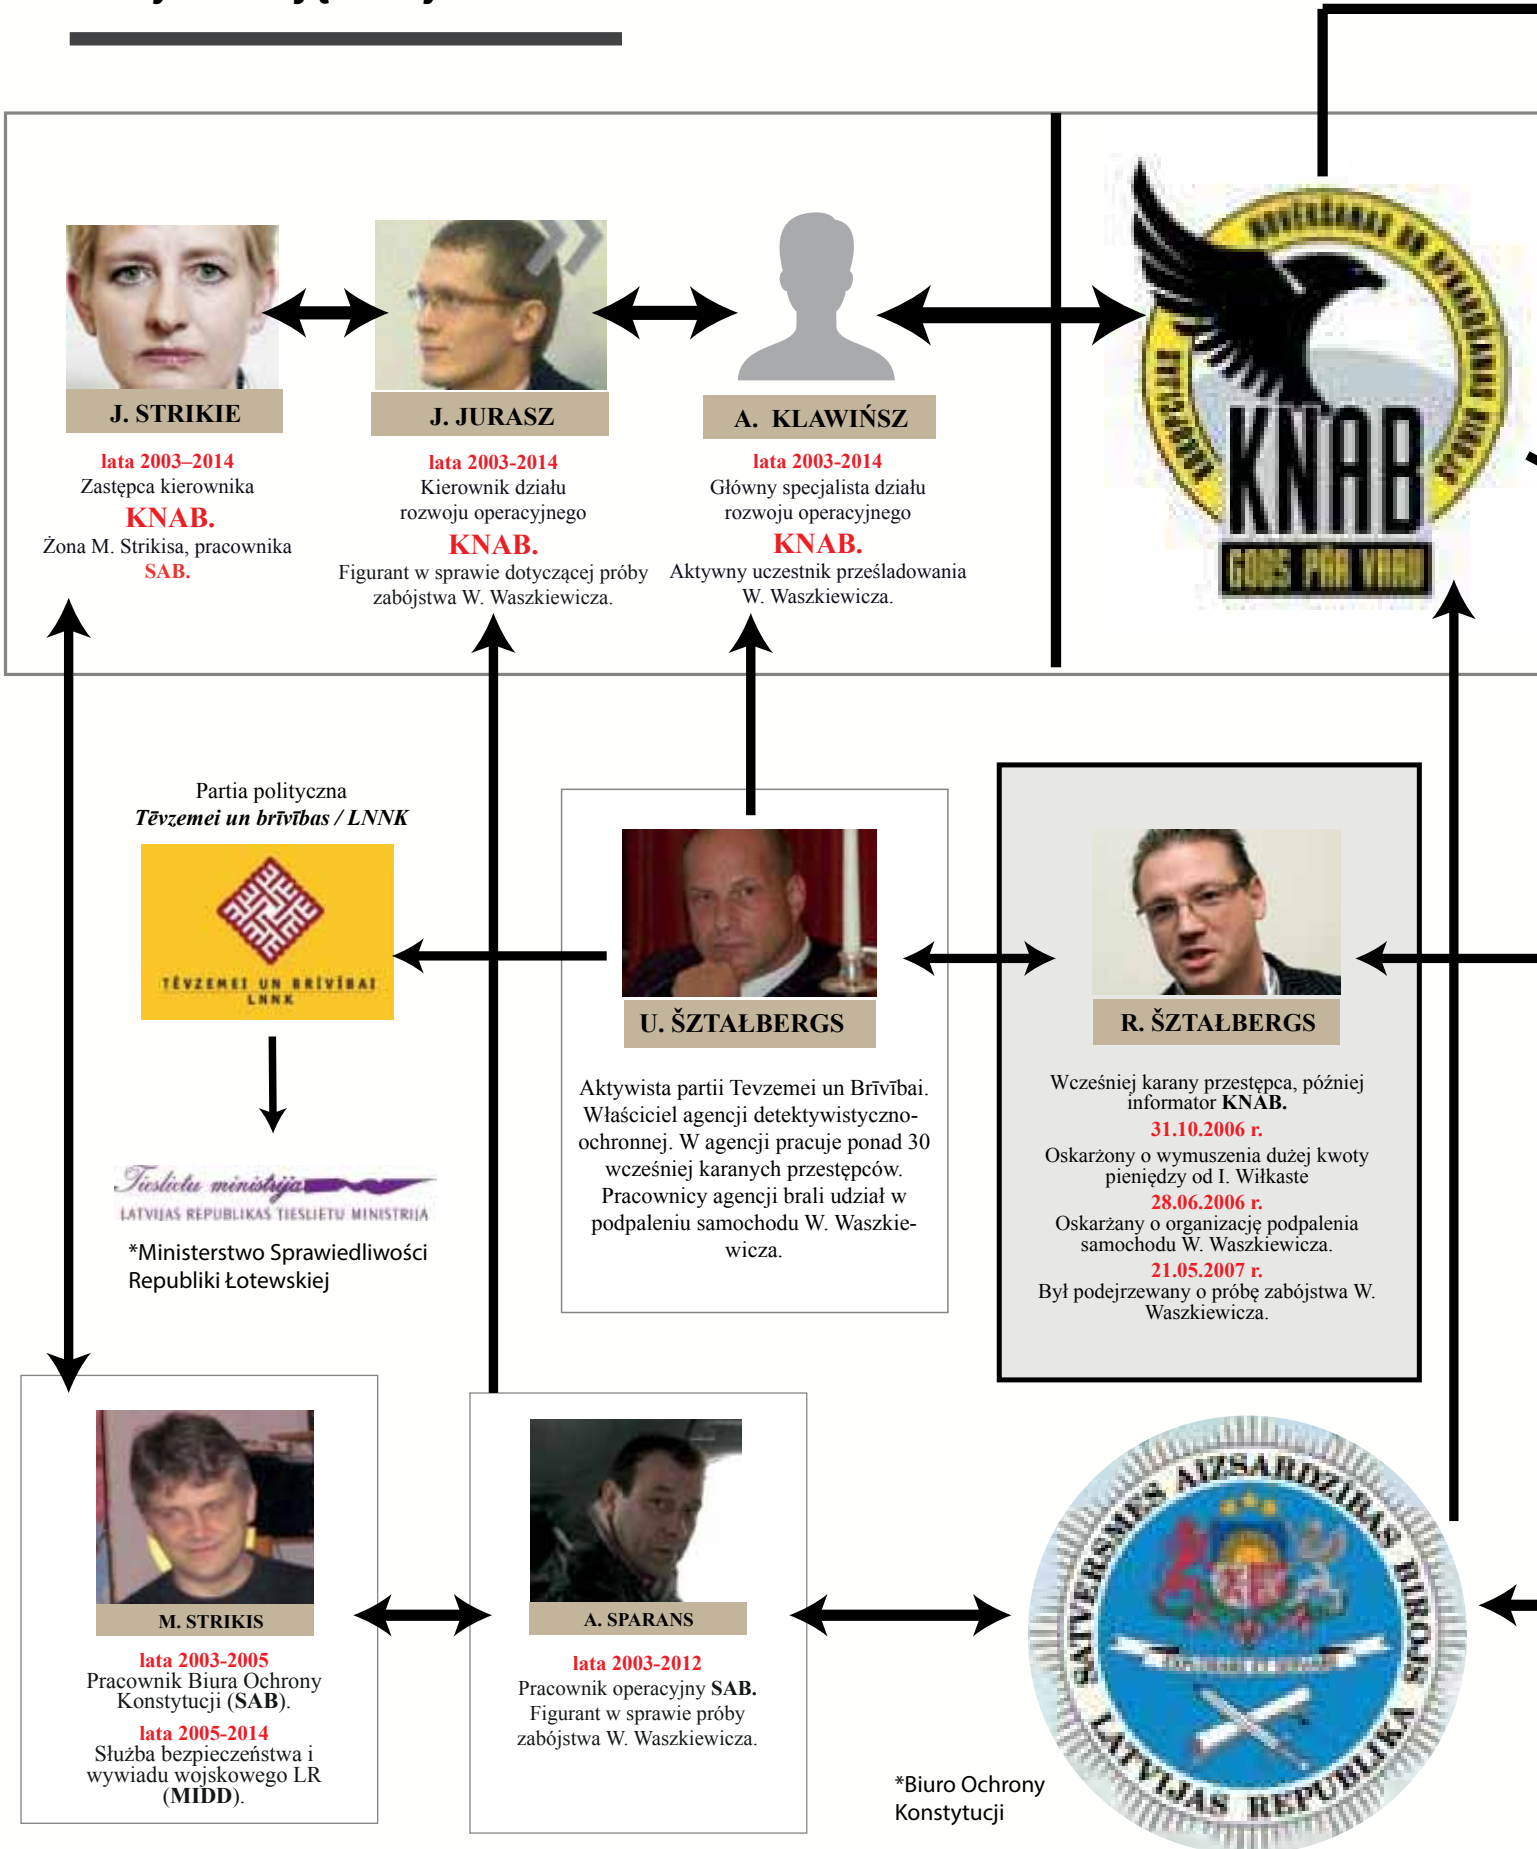 J. STRIKIE
lata 2003–2014
Zastępca kierownika
KNAB.
Żona M. Strikisa, pracownika
SAB.
J. JURASZ
lata 2003-2014
Kierownik działu
rozwoju operacyjnego
KNAB.
Figurant w sprawie dotyczącej próby
zabójstwa W. Waszkiewicza.
A. KLAWIŃSZ
lata 2003-2014
Główny specjalista działu
rozwoju operacyjnego
KNAB.
Aktywny uczestnik prześladowania
W. Waszkiewicza.
KNAB
Partia polityczna
Tēvzemei un brīvības / LNNK
TĒVZEMEI UN BRĪVĪBAI
LNNK
Tieslietu ministrija
LATVIJAS REPUBLIKAS TIESLIETU MINISTRIJA
*Ministerstwo Sprawiedliwości
Republiki Łotewskiej
U. ŠZTAŁBERGS
Aktywista partii Tevzemei un Brīvībai.
Właściciel agencji detektywistyczno-
ochronnej. W agencji pracuje ponad 30
wcześniej karanych przestępców.
Pracownicy agencji brali udział w
podpaleniu samochodu W. Waszkie-
wicza.
R. ŠZTAŁBERGS
Wcześniej karany przestępca, później
informator KNAB.
31.10.2006 r.
Oskarżony o wymuszenia dużej kwoty
pieniędzy od I. Wiłkaste
28.06.2006 r.
Oskarżany o organizację podpalenia
samochodu W. Waszkiewicza.
21.05.2007 r.
Był podejrzewany o próbę zabójstwa W.
Waszkiewicza.
M. STRIKIS
lata 2003-2005
Pracownik Biura Ochrony
Konstytucji (SAB).
lata 2005-2014
Służba bezpieczeństwa i
wywiadu wojskowego LR
(MIDD).
A. SPARANS
lata 2003-2012
Pracownik operacyjny SAB.
Figurant w sprawie próby
zabójstwa W. Waszkiewicza.
*Biuro Ochrony
Konstytucji
SATVERSMES AIZSARDZĪBAS BIROJS
LATVIJAS REPUBLIKA